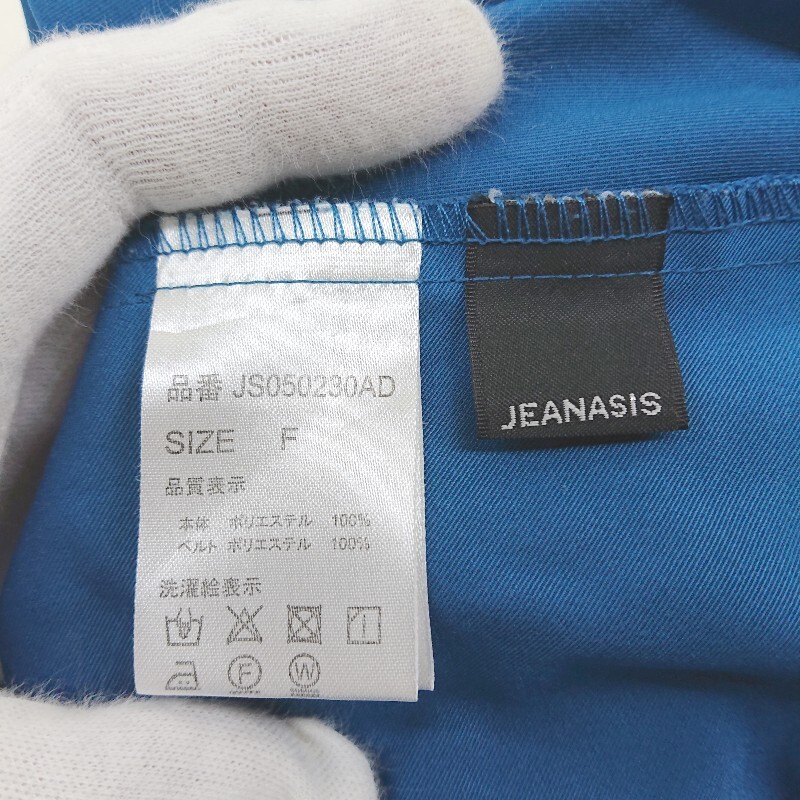 品番 JS050230AD
SIZE F
品質表示
本体 ポリエステル 100%
ベルト ポリエステル 100%
洗濯絵表示
F W
JEANASIS